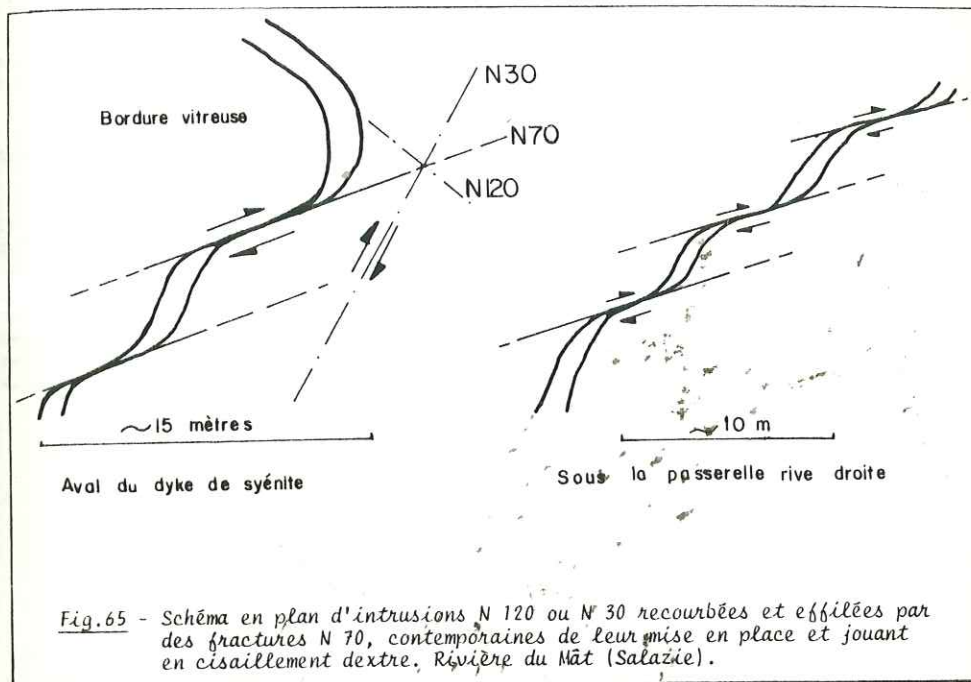 N30
Bordure vitreuse
N70
N120
~15 mètres
~10 m
Aval du dyke de syénite
Sous la passerelle rive droite
Fig.65 - Schéma en plan d'intrusions N 120 ou N 30 recourbées et effilées par
des fractures N 70, contemporaines de leur mise en place et jouant
en cisaillement dextre. Rivière du Mât (Salazie).